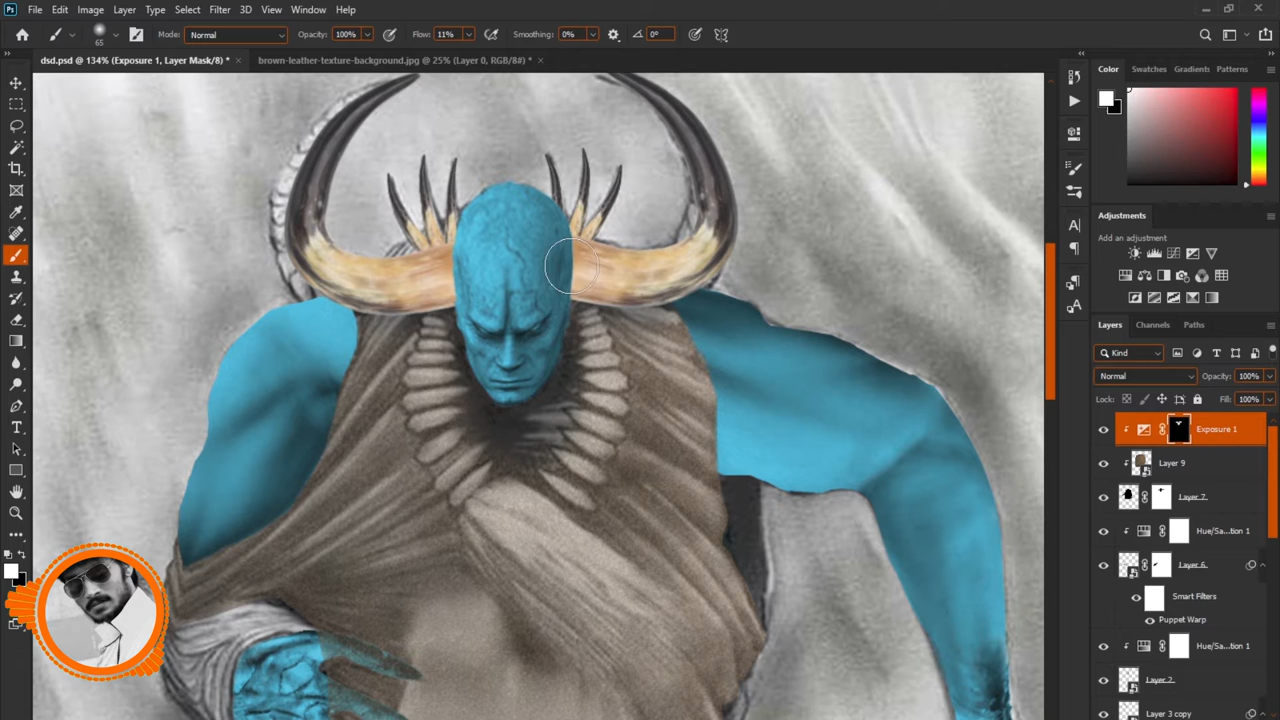 Ps File Edit Image Layer Type Select Filter 3D View Window Help
65 Mode: Normal Opacity: 100% Flow: 11% Smoothing: 0% 0°
dsd.psd @ 134% (Exposure 1, Layer Mask/8) * × brown-leather-texture-background.jpg @ 25% (Layer 0, RGB/8#) * ×
Color Swatches Gradients Patterns
Adjustments
Add an adjustment
Layers Channels Paths
Kind
Normal Opacity: 100%
Lock: Fill: 100%
Exposure 1
Layer 9
Layer 7
Hue/Sa...tion 1
Layer 6
Smart Filters
Puppet Warp
Hue/Sa...tion 1
Layer 2
Layer 3 copy